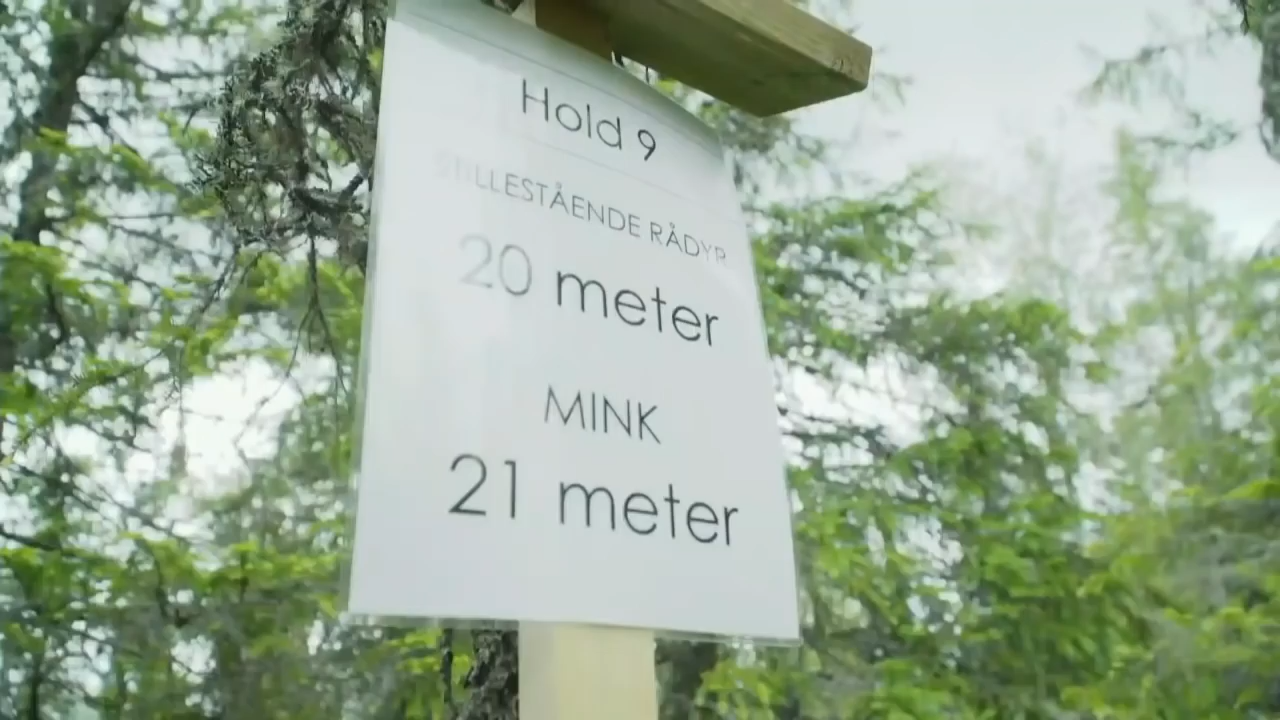 Hold 9
STILLESTÅENDE RÅDYR
20 meter
MINK
21 meter